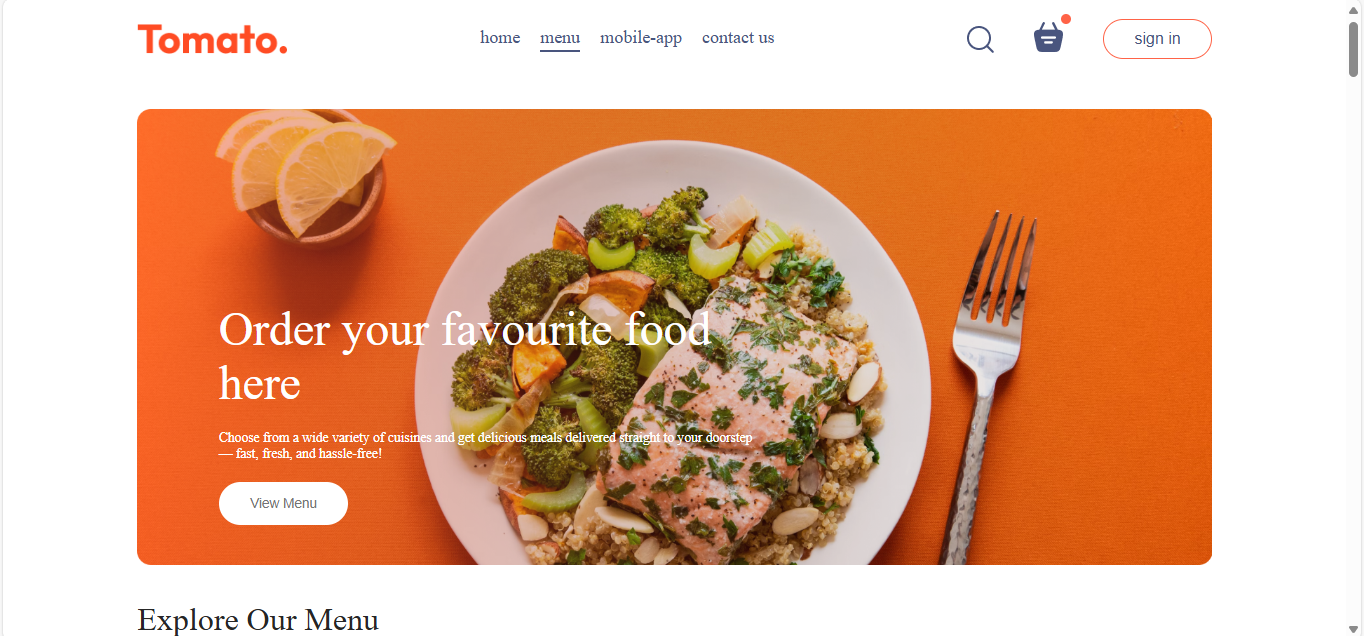 Tomato.
home
menu
mobile-app
contact us
sign in
Order your favourite food
here
Choose from a wide variety of cuisines and get delicious meals delivered straight to your doorstep
— fast, fresh, and hassle-free!
View Menu
Explore Our Menu